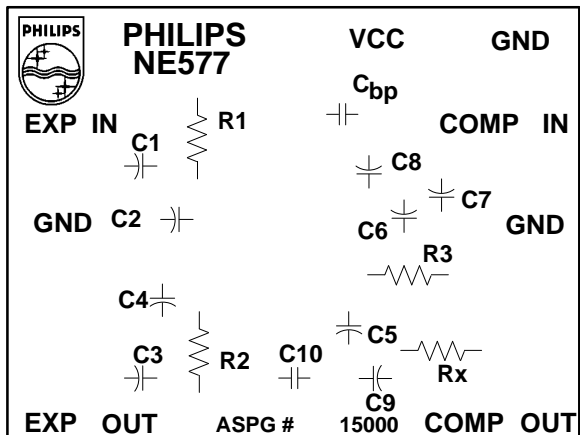 PHILIPS
PHILIPS
NE577
VCC GND
Cbp
EXP IN R1 COMP IN
C1
C8
C7
GND C2 C6 GND
R3
C4
C5
C3 R2 C10 Rx
C9
EXP OUT ASPG # 15000 COMP OUT